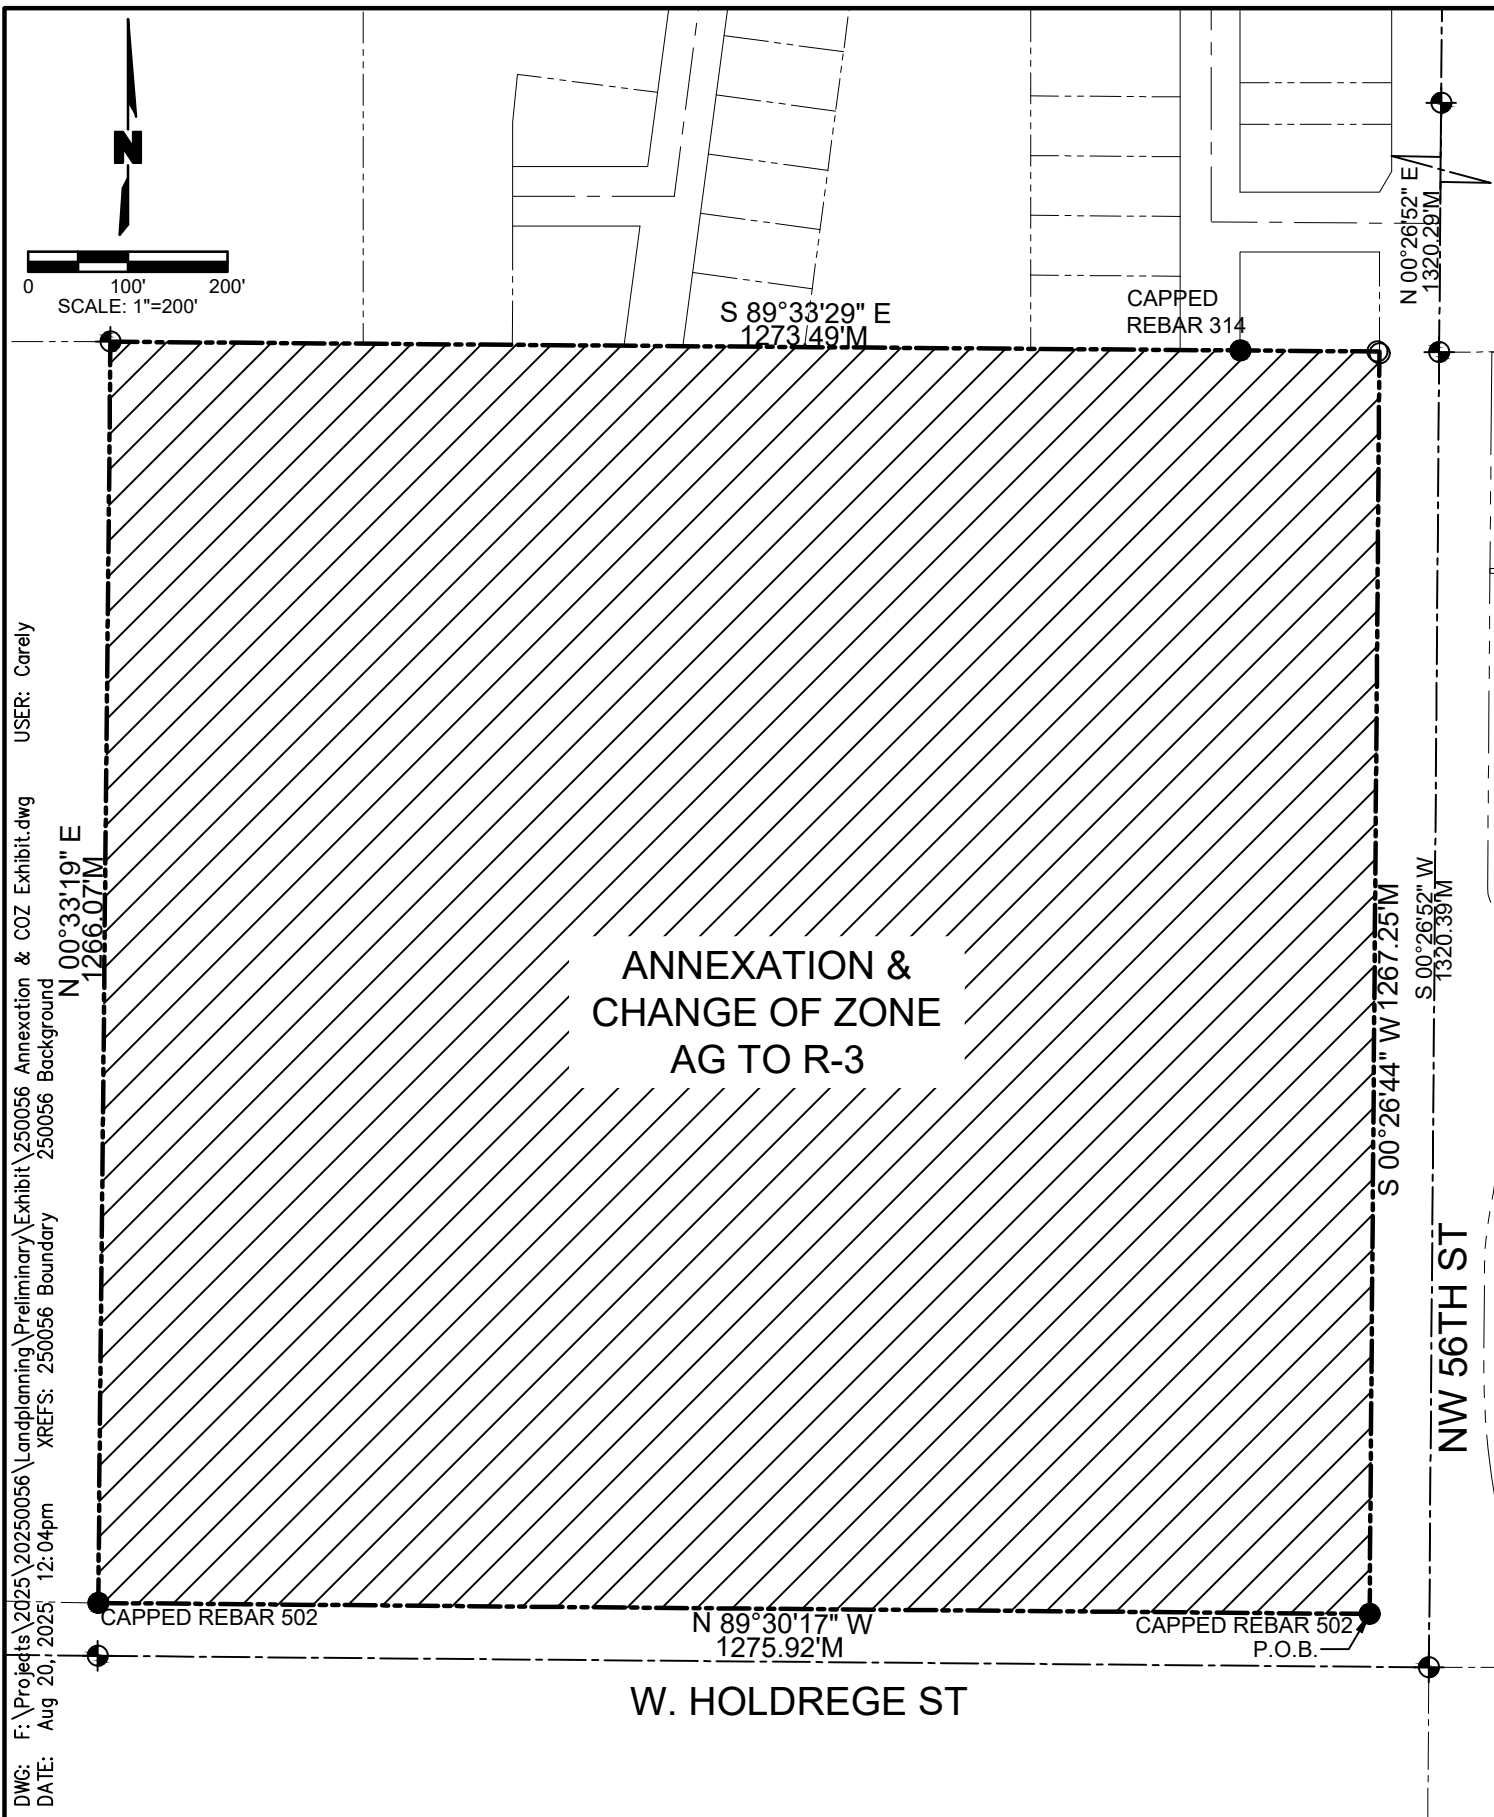 N
0 100' 200'
SCALE: 1"=200'
S 89°33'29" E
1273.49'M
CAPPED
REBAR 314
N 00°26'52" E
1320.29'M
N 00°33'19" E
1266.07'M
ANNEXATION &
CHANGE OF ZONE
AG TO R-3
S 00°26'44" W 1267.25'M
S 00°26'52" W
1320.39'M
NW 56TH ST
CAPPED REBAR 502
N 89°30'17" W
1275.92'M
CAPPED REBAR 502
P.O.B.
W. HOLDREGE ST
DWG: F:\Projects\2025\20250056\Landplanning\Preliminary\Exhibit\250056 Annexation & COZ Exhibit.dwg USER: Carely
DATE: Aug 20, 2025 12:04pm XREFS: 250056 Boundary 250056 Background